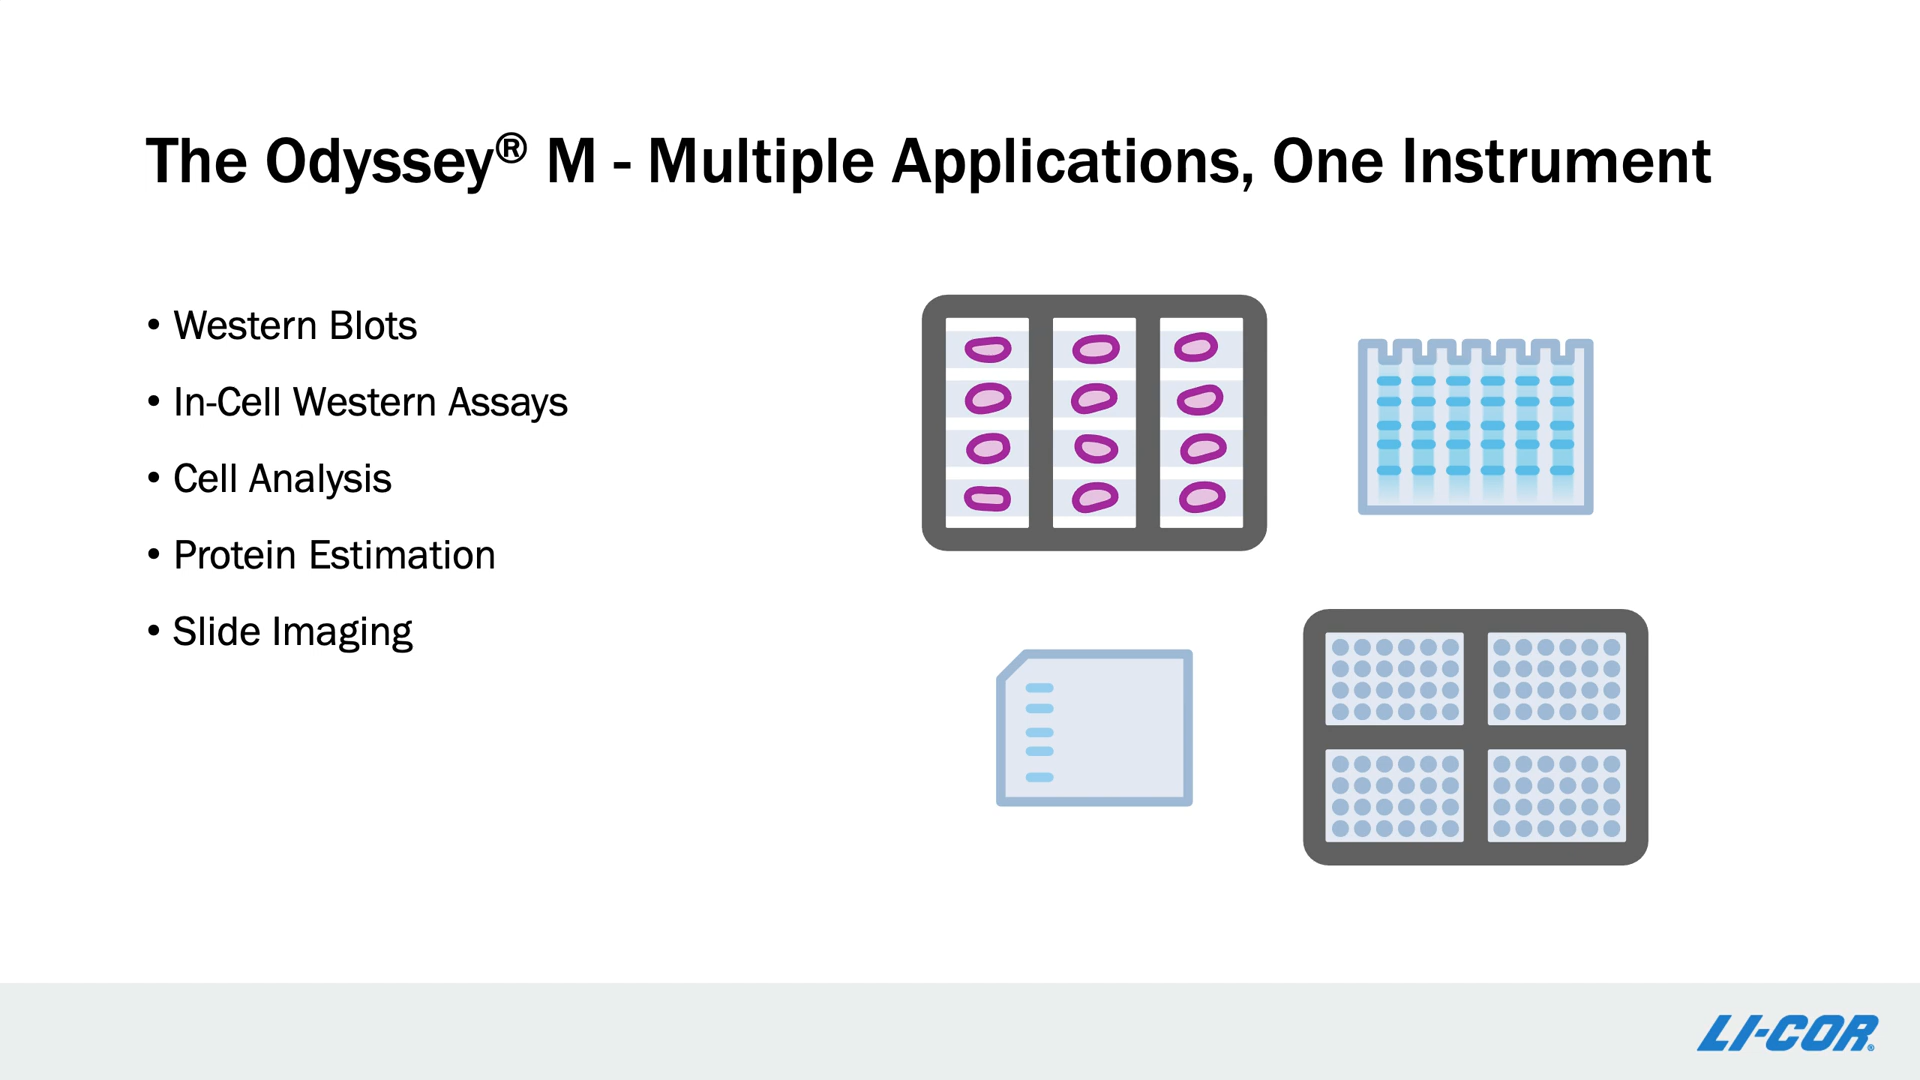 The Odyssey® M - Multiple Applications, One Instrument
• Western Blots
• In-Cell Western Assays
• Cell Analysis
• Protein Estimation
• Slide Imaging
LI-COR®